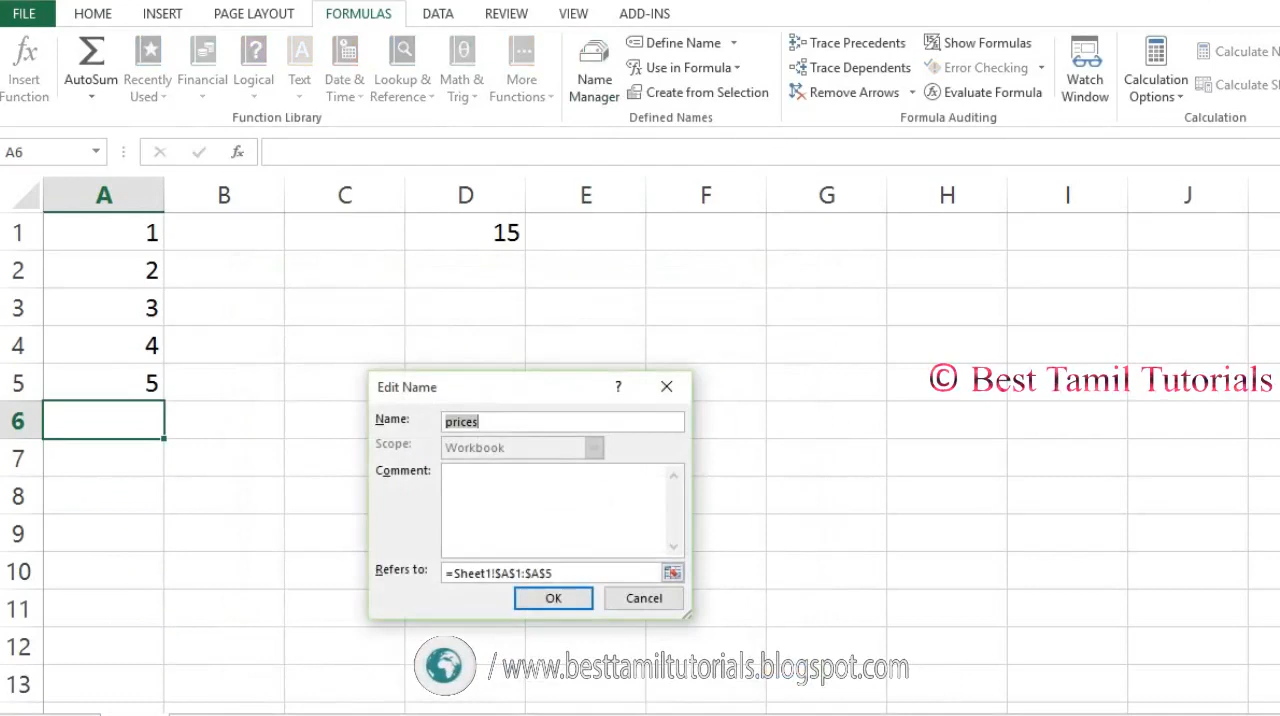 FILE HOME INSERT PAGE LAYOUT FORMULAS DATA REVIEW VIEW ADD-INS
fx Σ ? A θ
Insert Function AutoSum Recently Used Financial Logical Text Date & Time Lookup & Reference Math & Trig More Functions
Function Library
Name Manager
Define Name
Use in Formula
Create from Selection
Defined Names
Trace Precedents Show Formulas
Trace Dependents Error Checking
Remove Arrows Evaluate Formula
Formula Auditing
Watch Window
Calculation Options
Calculate N
Calculate S
Calculation
A6 fx
A B C D E F G H I J
1 1 15
2 2
3 3
4 4
5 5
6
7
8
9
10
11
12
13
Edit Name ?
Name: prices
Scope: Workbook
Comment:
Refers to: =Sheet1!$A$1:$A$5
OK Cancel
© Best Tamil Tutorials
/ www.besttamiltutorials.blogspot.com